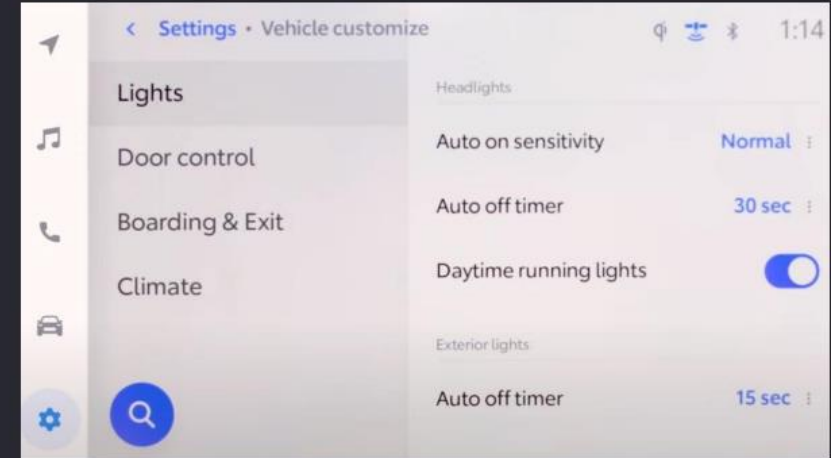 Settings • Vehicle customize
1:14
Lights
Door control
Boarding & Exit
Climate
Headlights
Auto on sensitivity Normal
Auto off timer 30 sec
Daytime running lights
Exterior lights
Auto off timer 15 sec